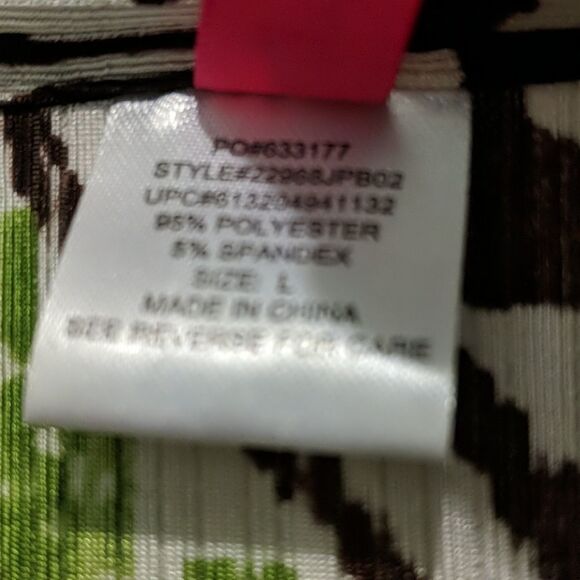 PO#633177
STYLE#22968JPB02
UPC#613204941132
95% POLYESTER
5% SPANDEX
SIZE: L
MADE IN CHINA
SEE REVERSE FOR CARE